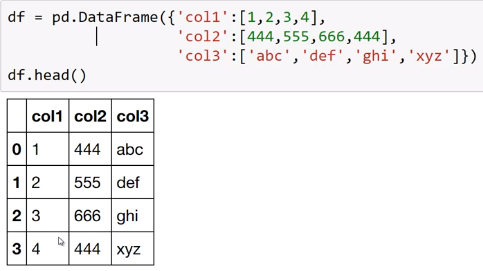 df = pd.DataFrame({'col1':[1,2,3,4],
'col2':[444,555,666,444],
'col3':['abc','def','ghi','xyz']})
df.head()
col1 col2 col3
0 1 444 abc
1 2 555 def
2 3 666 ghi
3 4 444 xyz